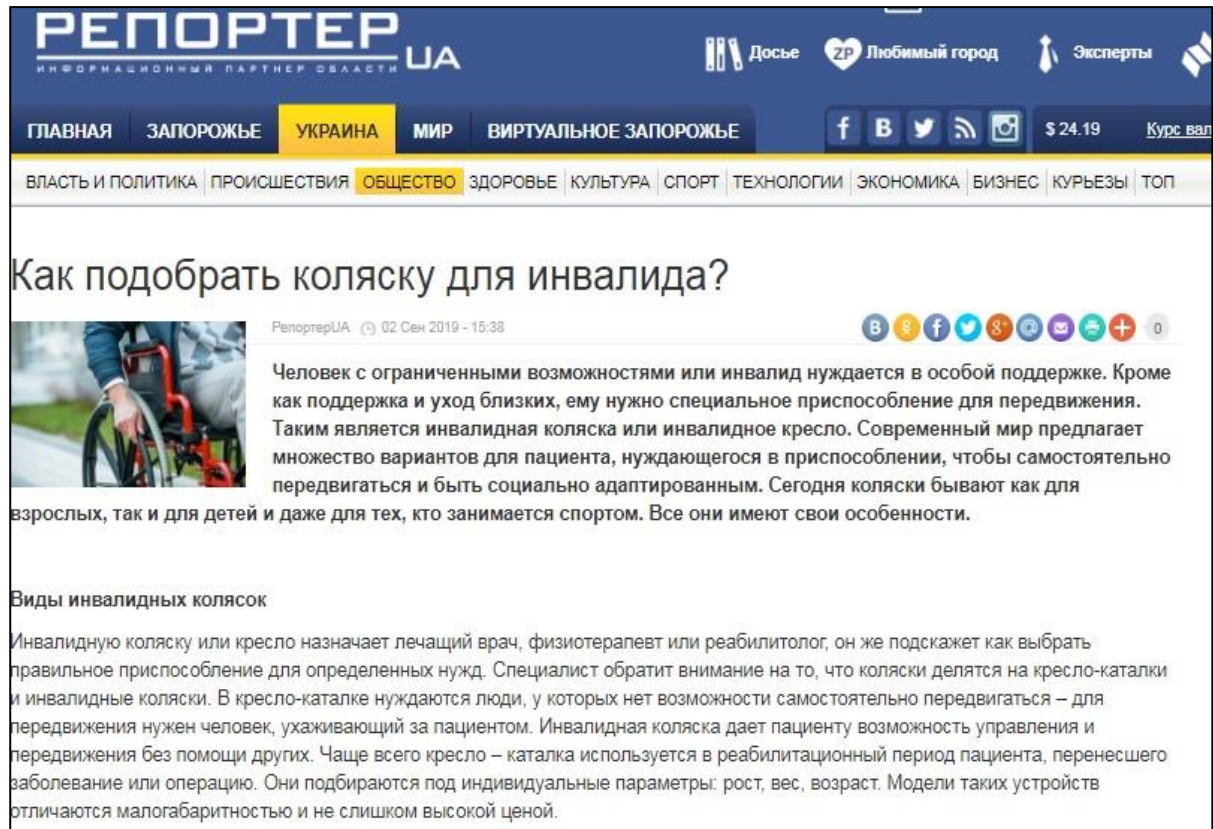 РЕПОРТЕР UA
ИНФОРМАЦИОННЫЙ ПАРТНЕР ОБЛАСТИ
Досье ZP Любимый город Эксперты
ГЛАВНАЯ ЗАПОРОЖЬЕ УКРАИНА МИР ВИРТУАЛЬНОЕ ЗАПОРОЖЬЕ f B $ 24.19 Курс вал
ВЛАСТЬ И ПОЛИТИКА ПРОИСШЕСТВИЯ ОБЩЕСТВО ЗДОРОВЬЕ КУЛЬТУРА СПОРТ ТЕХНОЛОГИИ ЭКОНОМИКА БИЗНЕС КУРЬЕЗЫ ТОП
Как подобрать коляску для инвалида?
РепортерUA 02 Сен 2019 - 15:38 B f 8+ @ 0
Человек с ограниченными возможностями или инвалид нуждается в особой поддержке. Кроме
как поддержка и уход близких, ему нужно специальное приспособление для передвижения.
Таким является инвалидная коляска или инвалидное кресло. Современный мир предлагает
множество вариантов для пациента, нуждающегося в приспособлении, чтобы самостоятельно
передвигаться и быть социально адаптированным. Сегодня коляски бывают как для
взрослых, так и для детей и даже для тех, кто занимается спортом. Все они имеют свои особенности.
Виды инвалидных колясок
Инвалидную коляску или кресло назначает лечащий врач, физиотерапевт или реабилитолог, он же подскажет как выбрать
правильное приспособление для определенных нужд. Специалист обратит внимание на то, что коляски делятся на кресло-каталки
и инвалидные коляски. В кресло-каталке нуждаются люди, у которых нет возможности самостоятельно передвигаться – для
передвижения нужен человек, ухаживающий за пациентом. Инвалидная коляска дает пациенту возможность управления и
передвижения без помощи других. Чаще всего кресло – каталка используется в реабилитационный период пациента, перенесшего
заболевание или операцию. Они подбираются под индивидуальные параметры: рост, вес, возраст. Модели таких устройств
отличаются малогабаритностью и не слишком высокой ценой.